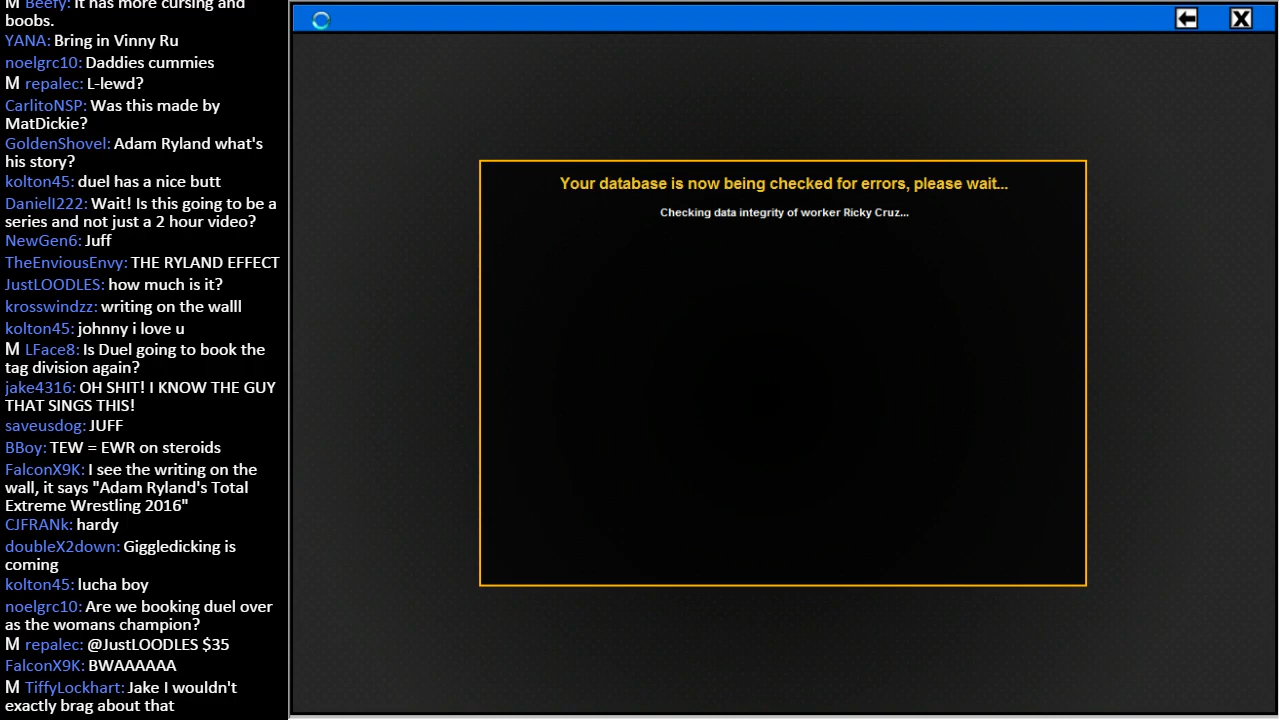 M Beefy: It has more cursing and
boobs.
YANA: Bring in Vinny Ru
noelgrc10: Daddies cummies
M repalec: L-lewd?
CarlitoNSP: Was this made by
MatDickie?
GoldenShovel: Adam Ryland what's
his story?
kolton45: duel has a nice butt
DanielI222: Wait! Is this going to be a
series and not just a 2 hour video?
NewGen6: Juff
TheEnviousEnvy: THE RYLAND EFFECT
JustLOODLES: how much is it?
krosswindzz: writing on the walll
kolton45: johnny i love u
M LFace8: Is Duel going to book the
tag division again?
jake4316: OH SHIT! I KNOW THE GUY
THAT SINGS THIS!
saveusdog: JUFF
BBoy: TEW = EWR on steroids
FalconX9K: I see the writing on the
wall, it says "Adam Ryland's Total
Extreme Wrestling 2016"
CJFRANk: hardy
doubleX2down: Giggledicking is
coming
kolton45: lucha boy
noelgrc10: Are we booking duel over
as the womans champion?
M repalec: @JustLOODLES $35
FalconX9K: BWAAAAAA
M TiffyLockhart: Jake I wouldn't
exactly brag about that
Your database is now being checked for errors, please wait...
Checking data integrity of worker Ricky Cruz...